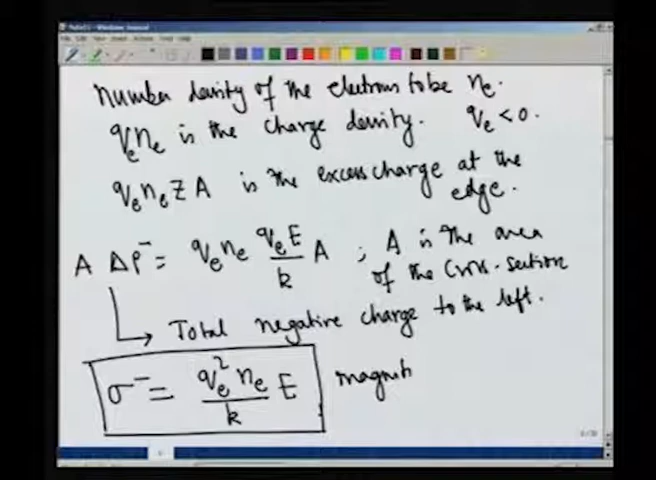 number density of the electrons to be nₑ.
qₑnₑ is the charge density. qₑ < 0.
qₑnₑ z A is the excess charge at the edge.
A Δρ⁻ = qₑnₑ qₑE/k A ; A is the area of the cross-section
Total negative charge to the left.
σ⁻ = qₑ²nₑ/k E magnit